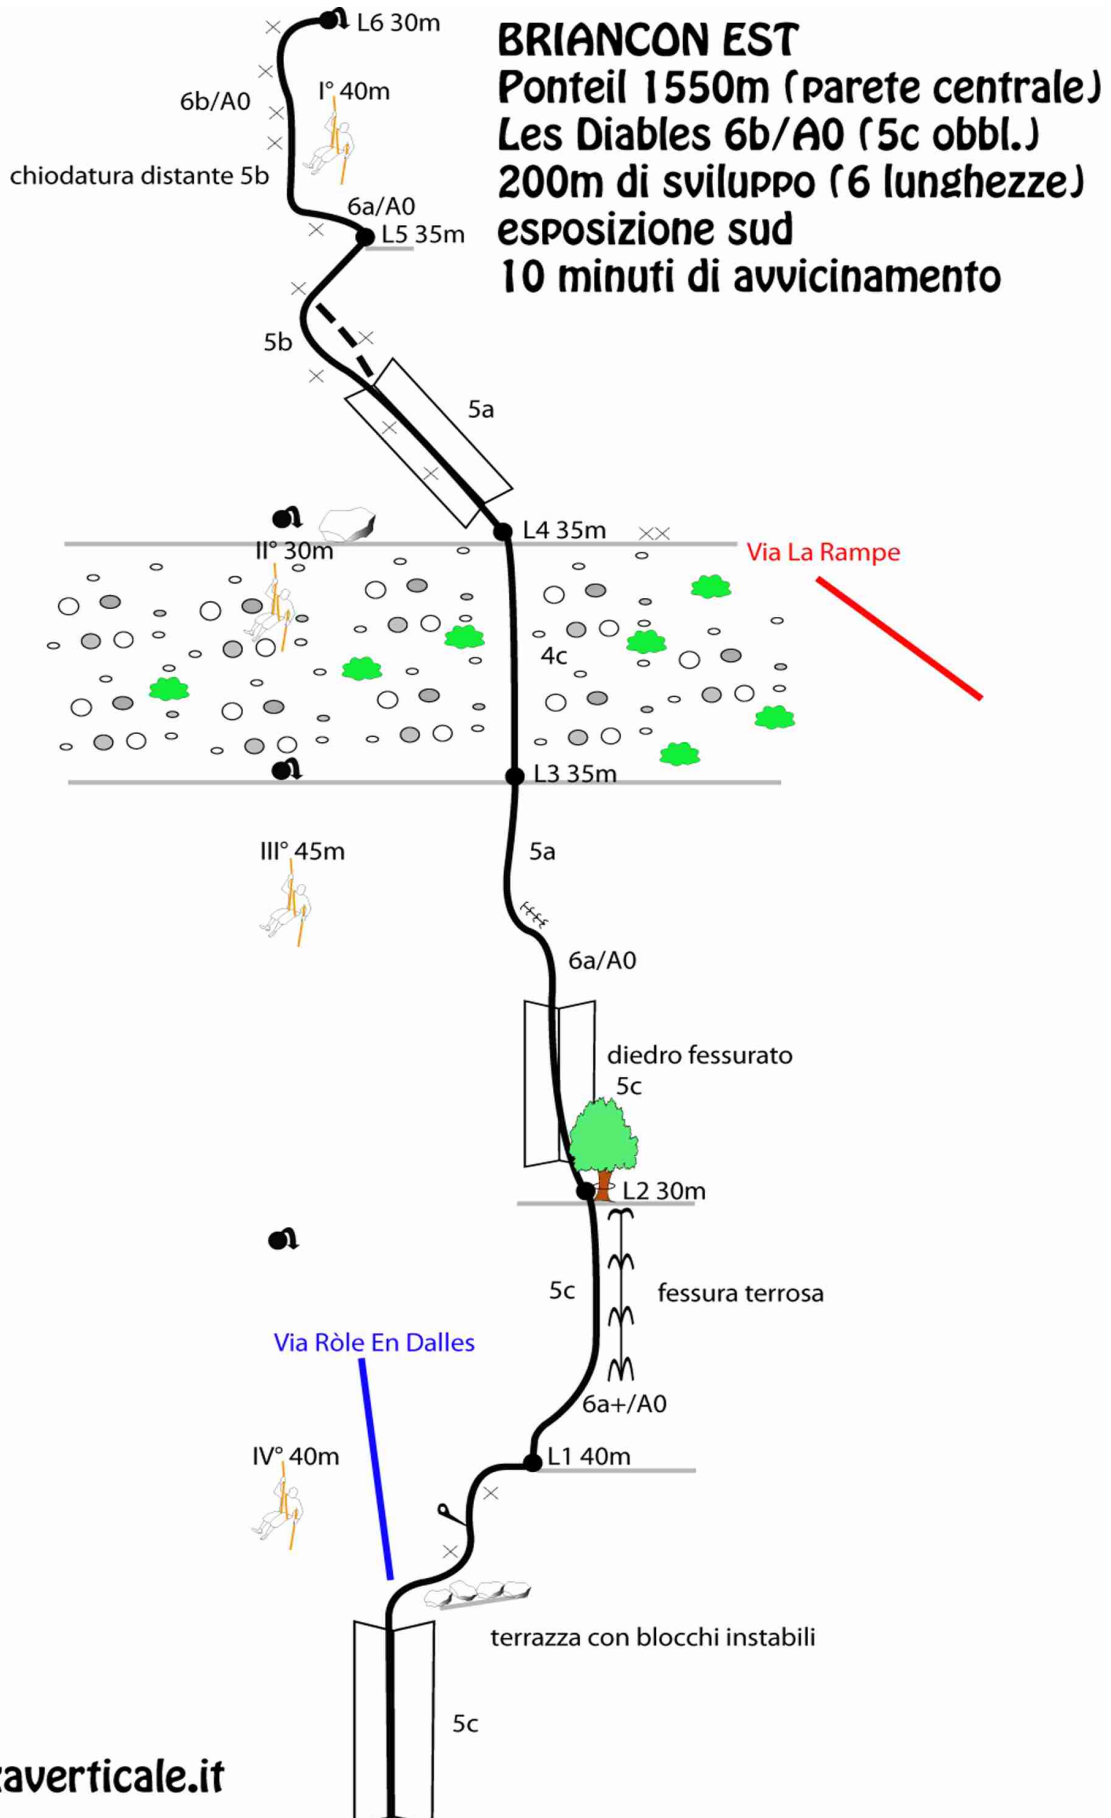 BRIANCON EST
Ponteil 1550m (parete centrale)
Les Diables 6b/A0 (5c obbl.)
200m di sviluppo (6 lunghezze)
esposizione sud
10 minuti di avvicinamento
L6 30m
6b/A0
I° 40m
chiodatura distante 5b
6a/A0
L5 35m
5b
5a
L4 35m
II° 30m
Via La Rampe
4c
L3 35m
III° 45m
5a
6a/A0
diedro fessurato
5c
L2 30m
5c
fessura terrosa
Via Ròle En Dalles
6a+/A0
IV° 40m
L1 40m
terrazza con blocchi instabili
5c
averticale.it